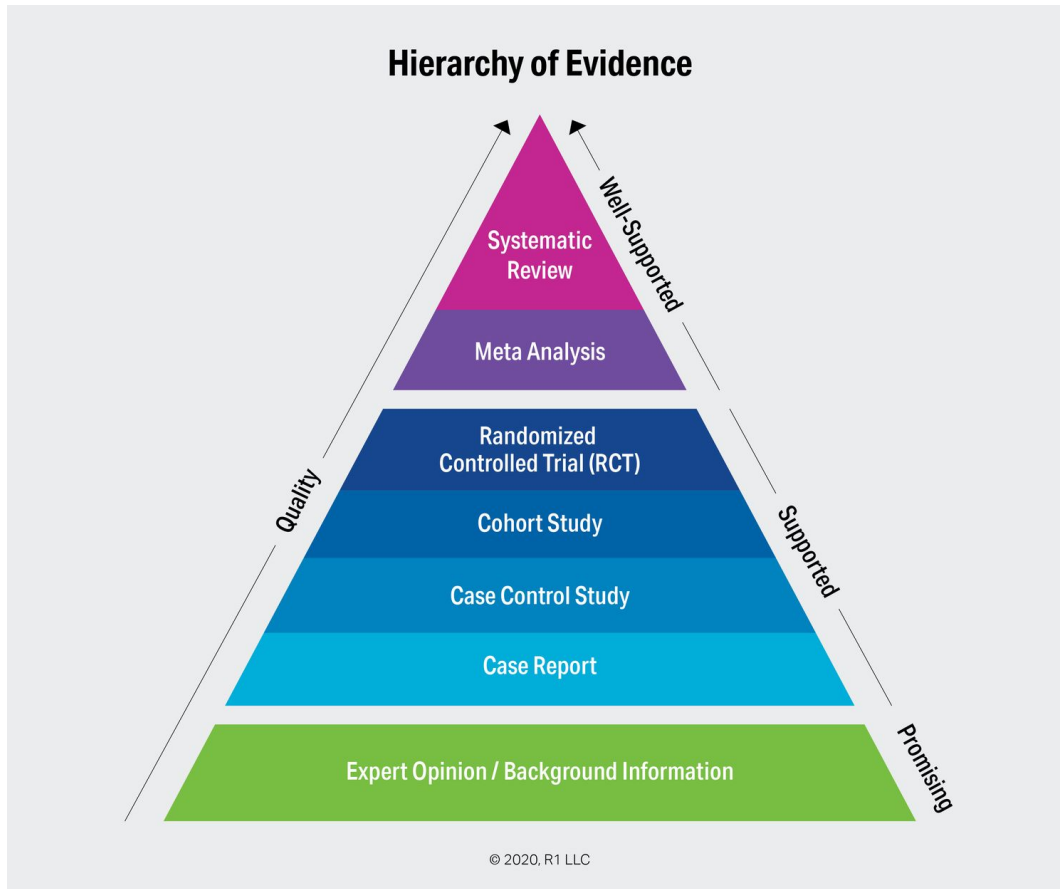 Hierarchy of Evidence
Well-Supported
Systematic
Review
Meta Analysis
Randomized
Controlled Trial (RCT)
Quality
Cohort Study
Supported
Case Control Study
Case Report
Promising
Expert Opinion / Background Information
© 2020, R1 LLC